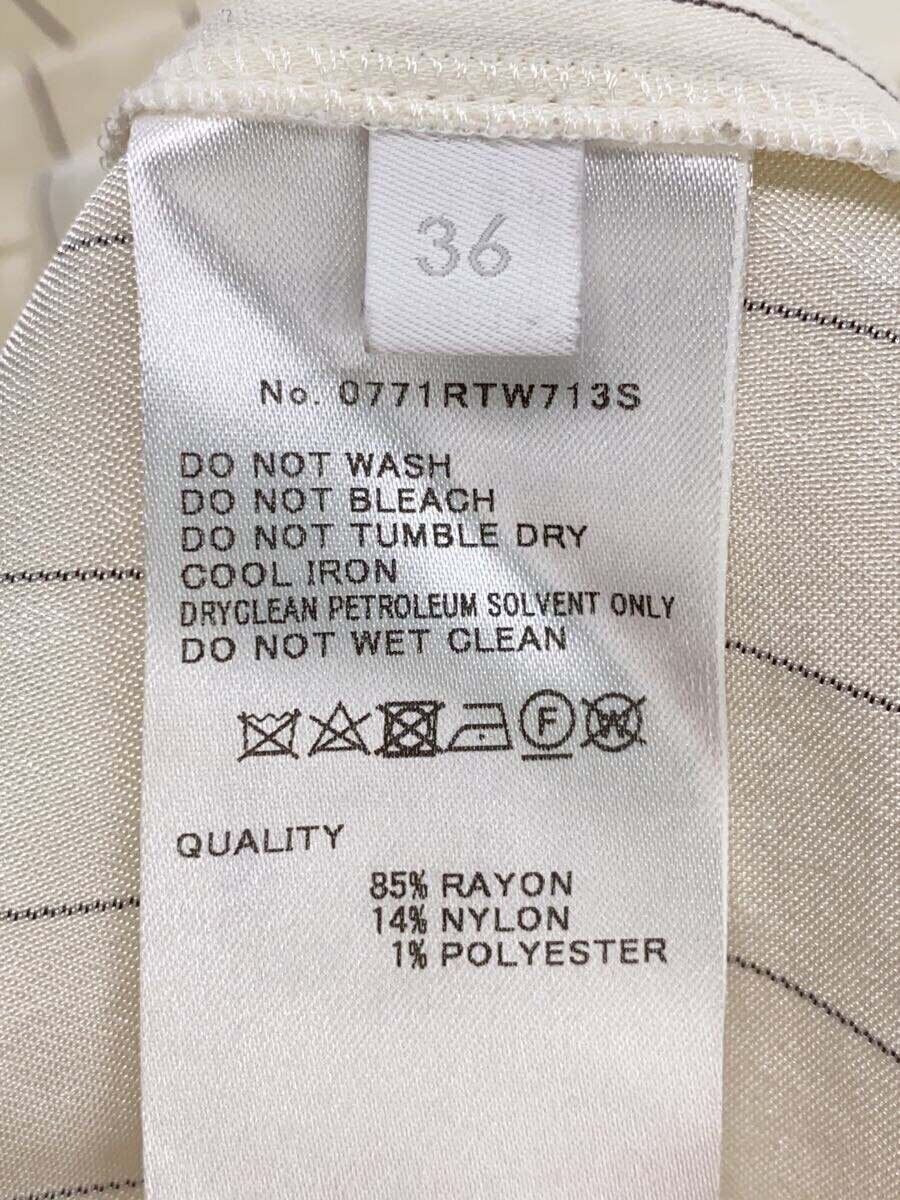 36
No. 0771RTW713S
DO NOT WASH
DO NOT BLEACH
DO NOT TUMBLE DRY
COOL IRON
DRYCLEAN PETROLEUM SOLVENT ONLY
DO NOT WET CLEAN
F W
QUALITY
85% RAYON
14% NYLON
1% POLYESTER